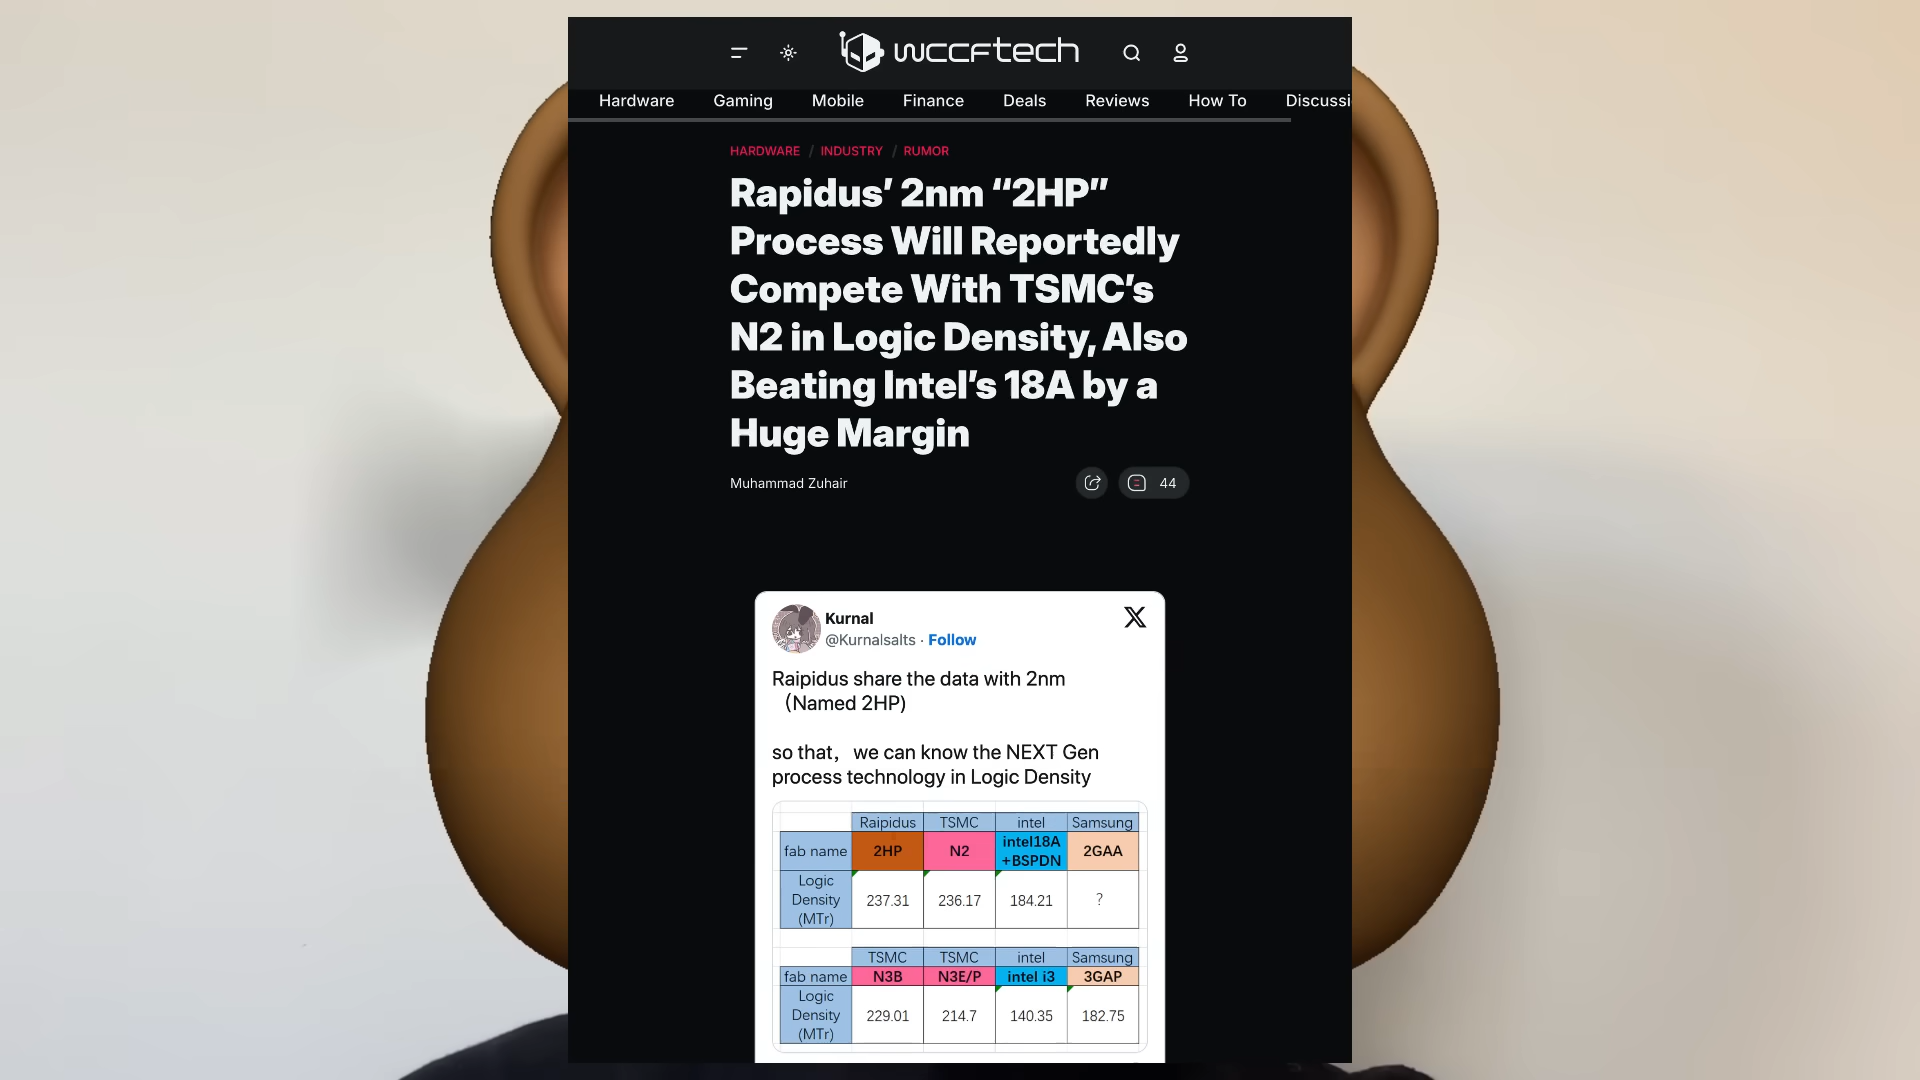 wccftech
Hardware Gaming Mobile Finance Deals Reviews How To Discussi
HARDWARE / INDUSTRY / RUMOR
Rapidus’ 2nm “2HP”
Process Will Reportedly
Compete With TSMC’s
N2 in Logic Density, Also
Beating Intel’s 18A by a
Huge Margin
Muhammad Zuhair
44
Kurnal
@Kurnalsalts · Follow
Raipidus share the data with 2nm
（Named 2HP)
so that，we can know the NEXT Gen
process technology in Logic Density
Raipidus TSMC intel Samsung
fab name 2HP N2 intel18A +BSPDN 2GAA
Logic Density (MTr) 237.31 236.17 184.21 ?
TSMC TSMC intel Samsung
fab name N3B N3E/P intel i3 3GAP
Logic Density (MTr) 229.01 214.7 140.35 182.75